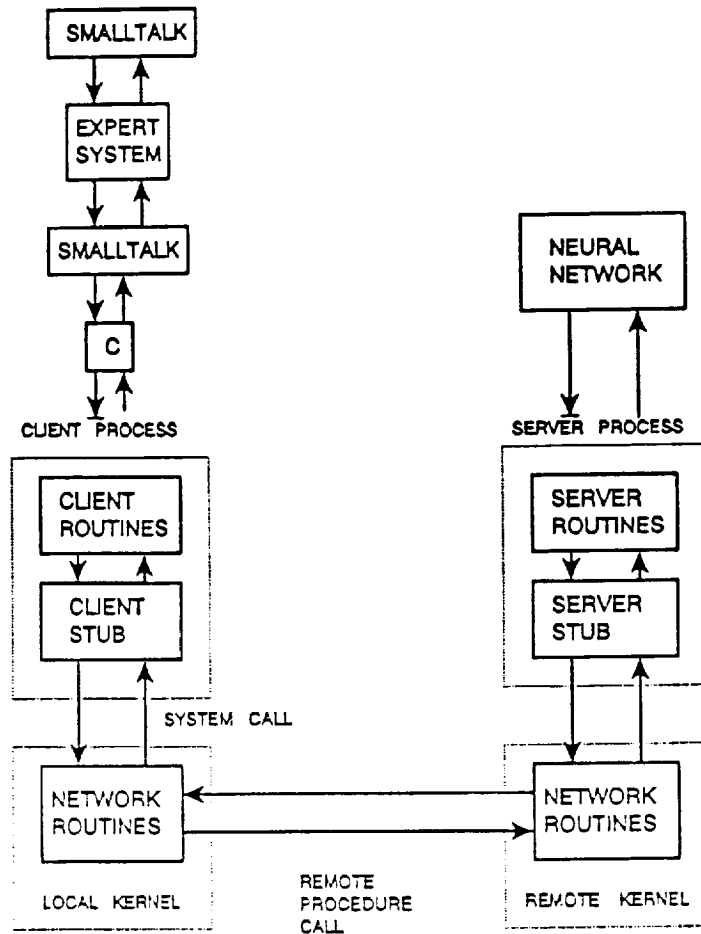 SMALLTALK
EXPERT
SYSTEM
SMALLTALK
C
CLIENT PROCESS
CLIENT
ROUTINES
CLIENT
STUB
SYSTEM CALL
NETWORK
ROUTINES
LOCAL KERNEL
NEURAL
NETWORK
SERVER PROCESS
SERVER
ROUTINES
SERVER
STUB
NETWORK
ROUTINES
REMOTE KERNEL
REMOTE
PROCEDURE
CALL